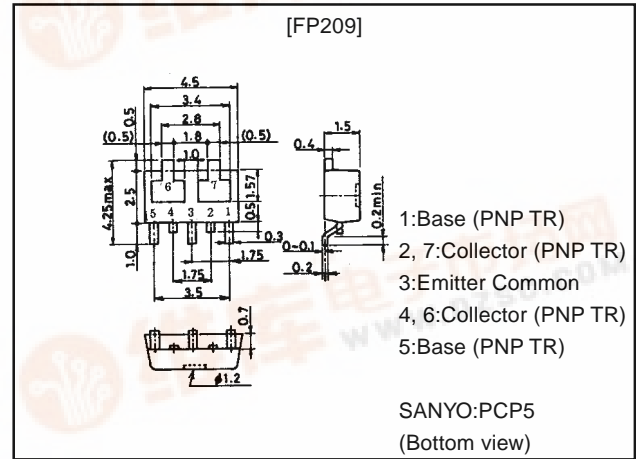 [FP209]
4.5
3.4
2.8
0.5
(0.5) 1.8 (0.5)
1.0
6 7
1.57
2.5
4.25max
5 4 3 2 1
0.5
1.0
0.3
1.75
1.75
3.5
0.7
ø1.2
1.5
0.4
0.2min
0~0.1
0.2
1:Base (PNP TR)
2, 7:Collector (PNP TR)
3:Emitter Common
4, 6:Collector (PNP TR)
5:Base (PNP TR)
SANYO:PCP5
(Bottom view)